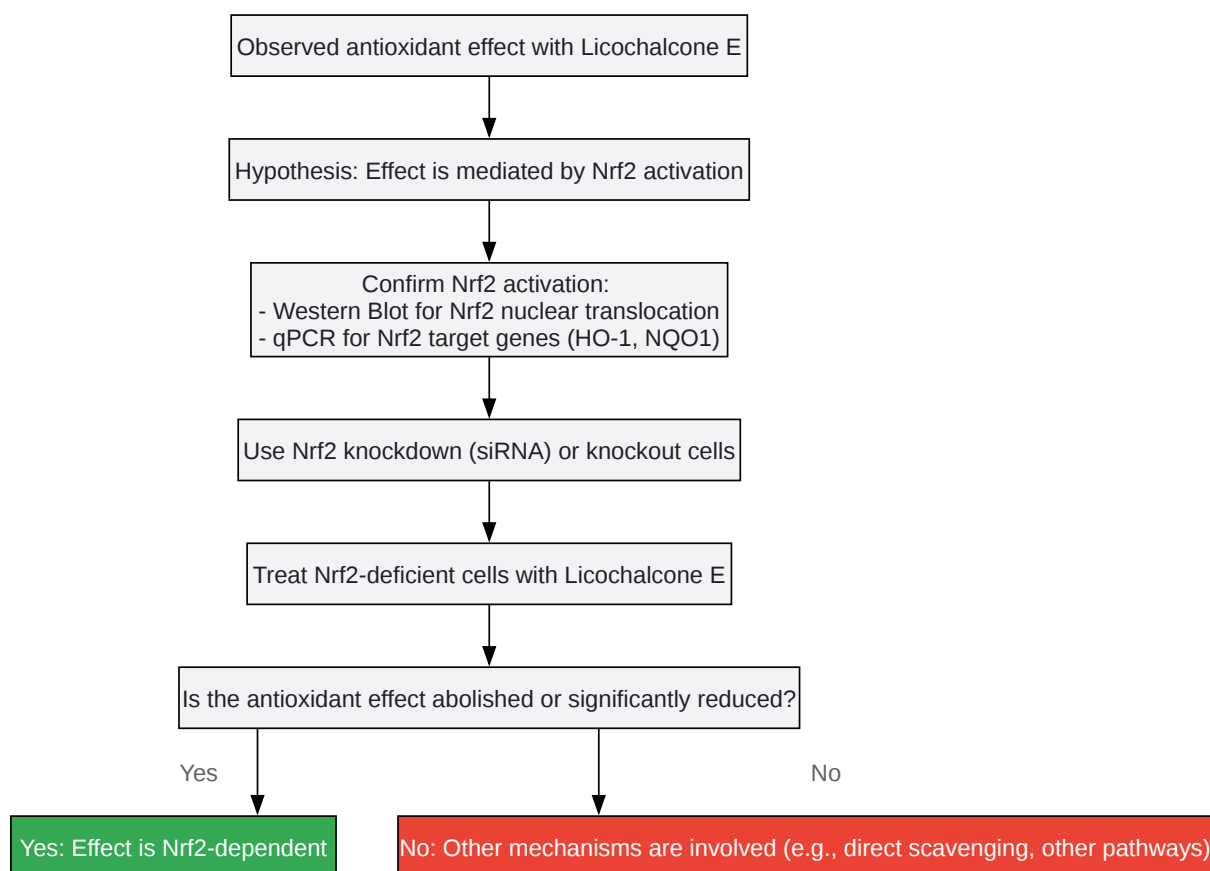 Observed antioxidant effect with Licochalcone E
Hypothesis: Effect is mediated by Nrf2 activation
Confirm Nrf2 activation:
- Western Blot for Nrf2 nuclear translocation
- qPCR for Nrf2 target genes (HO-1, NQO1)
Use Nrf2 knockdown (siRNA) or knockout cells
Treat Nrf2-deficient cells with Licochalcone E
Is the antioxidant effect abolished or significantly reduced?
Yes
No
Yes: Effect is Nrf2-dependent
No: Other mechanisms are involved (e.g., direct scavenging, other pathways)